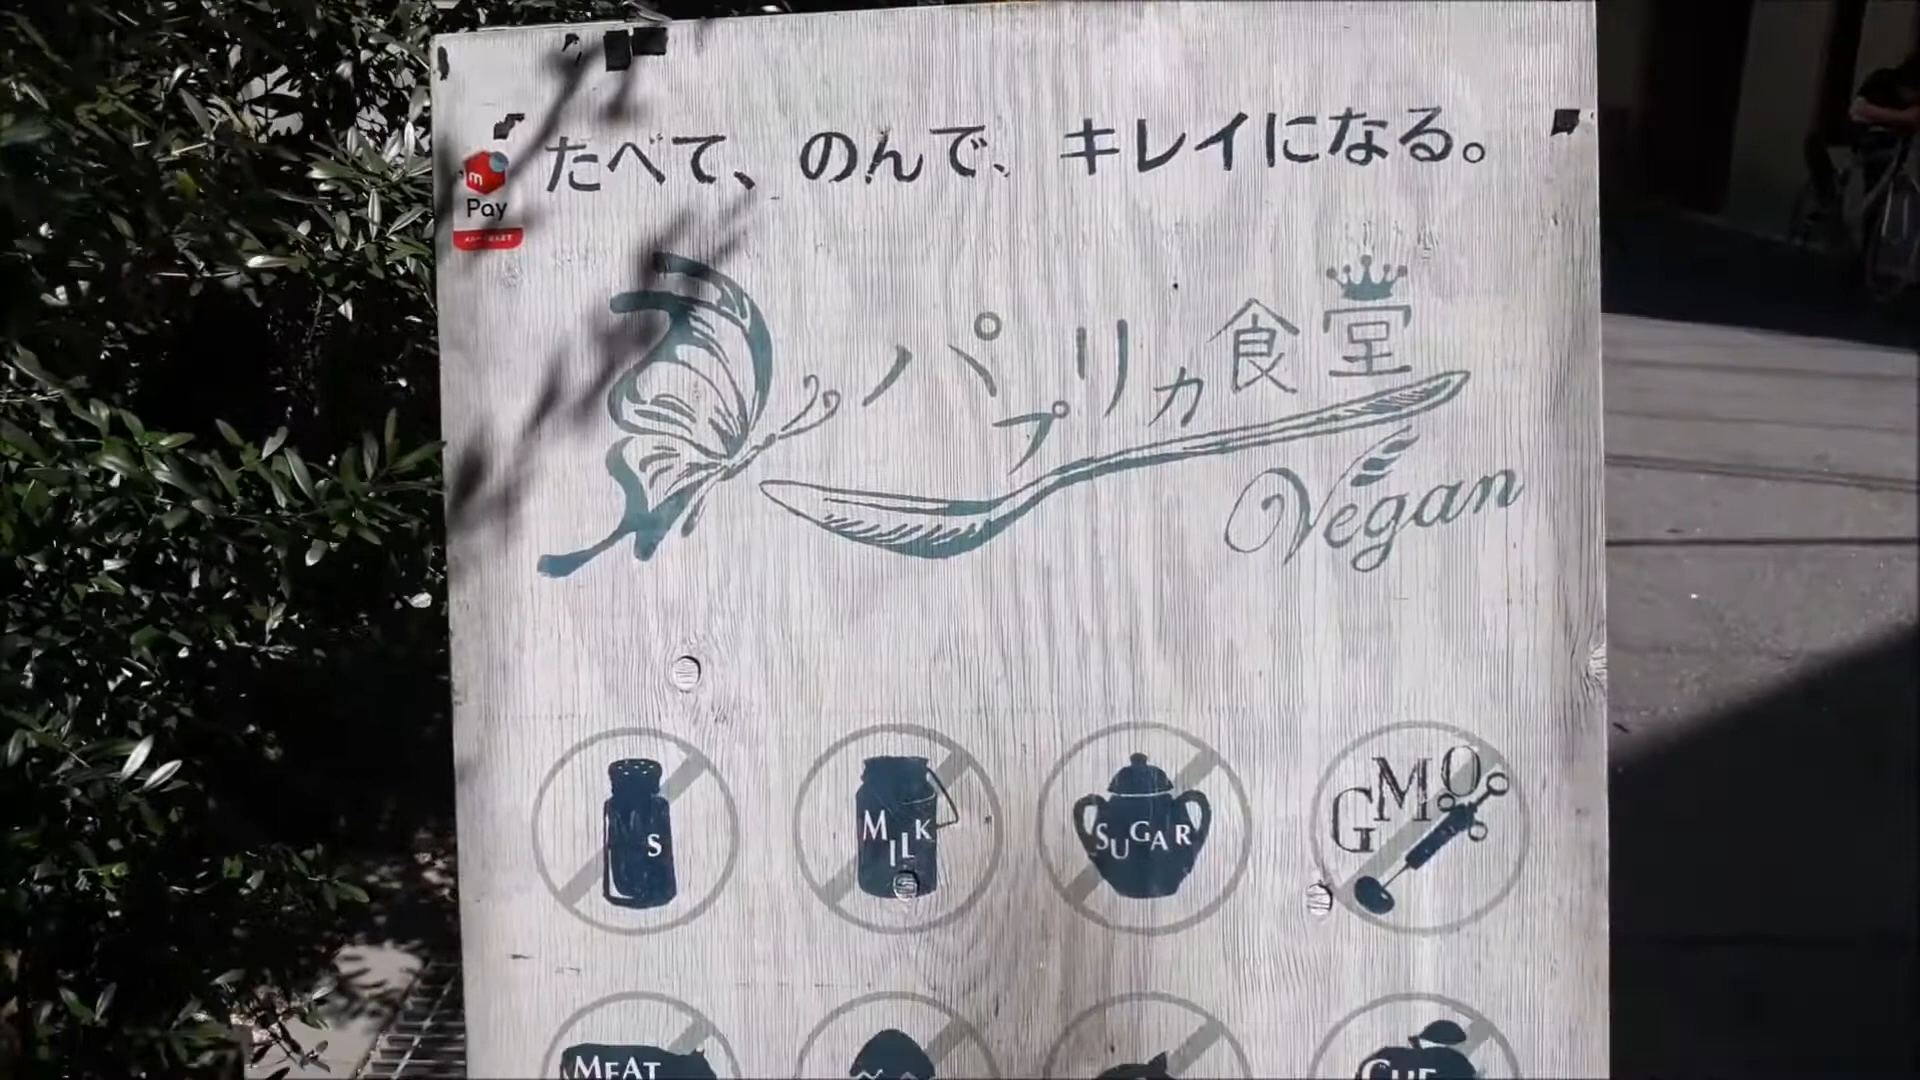 たべて、のんで、キレイになる。
m
Pay
パプリカ食堂
Vegan
S
MILK
SUGAR
GMO
MEAT